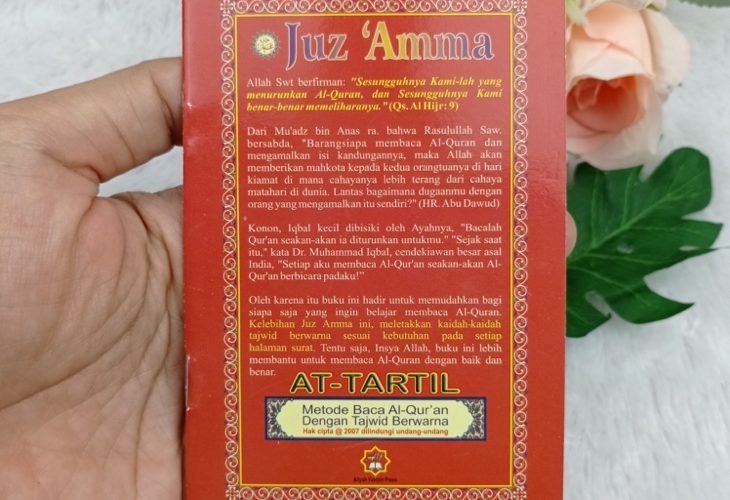 Juz 'Amma
Allah Swt berfirman: "Sesungguhnya Kami-lah yang
menurunkan Al-Quran, dan Sesungguhnya Kami
benar-benar memeliharanya." (Qs. Al Hijr: 9)
Dari Mu'adz bin Anas ra. bahwa Rasulullah Saw.
bersabda, "Barangsiapa membaca Al-Quran dan
mengamalkan isi kandungannya, maka Allah akan
memberikan mahkota kepada kedua orangtuanya di hari
kiamat di mana cahayanya lebih terang dari cahaya
matahari di dunia. Lantas bagaimana dugaanmu dengan
orang yang mengamalkan itu sendiri?" (HR. Abu Dawud)
Konon, Iqbal kecil dibisiki oleh Ayahnya, "Bacalah
Qur'an seakan-akan ia diturunkan untukmu." "Sejak saat
itu," kata Dr. Muhammad Iqbal, cendekiawan besar asal
India, "Setiap aku membaca Al-Qur'an seakan-akan Al-
Qur'an berbicara padaku!"
Oleh karena itu buku ini hadir untuk memudahkan bagi
siapa saja yang ingin belajar membaca Al-Quran.
Kelebihan Juz Amma ini, meletakkan kaidah-kaidah
tajwid berwarna sesuai kebutuhan pada setiap
halaman surat. Tentu saja, Insya Allah, buku ini lebih
membantu untuk membaca Al-Quran dengan baik dan
benar.
AT-TARTIL
Metode Baca Al-Qur'an
Dengan Tajwid Berwarna
Hak cipta @ 2007 dilindungi undang-undang